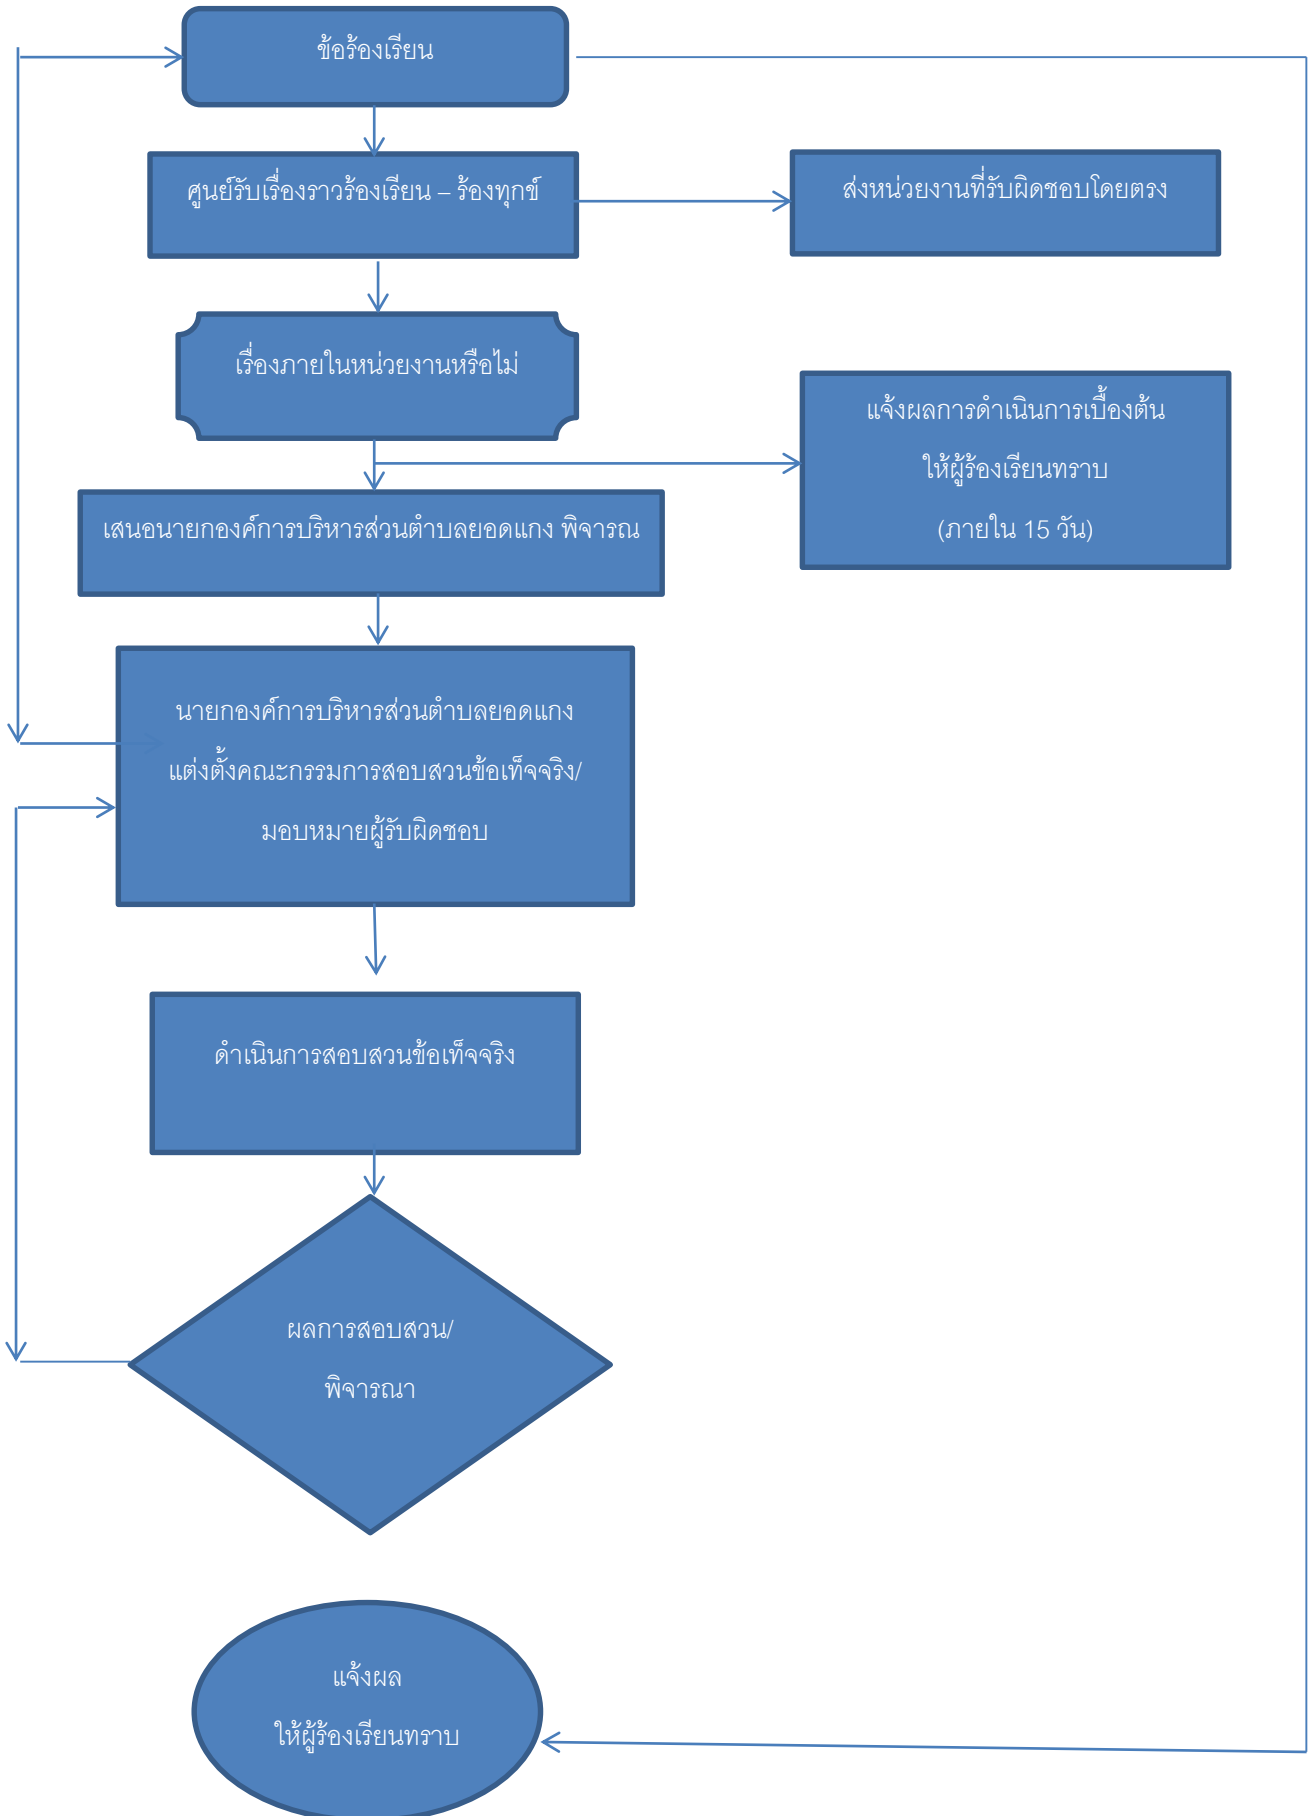 ข้อร้องเรียน
ศูนย์รับเรื่องราวร้องเรียน – ร้องทุกข์
ส่งหน่วยงานที่รับผิดชอบโดยตรง
เรื่องภายในหน่วยงานหรือไม่
แจ้งผลการดำเนินการเบื้องต้น
ให้ผู้ร้องเรียนทราบ
(ภายใน 15 วัน)
เสนอนายกองค์การบริหารส่วนตำบลยอดแกง พิจารณ
นายกองค์การบริหารส่วนตำบลยอดแกง
แต่งตั้งคณะกรรมการสอบสวนข้อเท็จจริง/
มอบหมายผู้รับผิดชอบ
ดำเนินการสอบสวนข้อเท็จจริง
ผลการสอบสวน/
พิจารณา
แจ้งผล
ให้ผู้ร้องเรียนทราบ